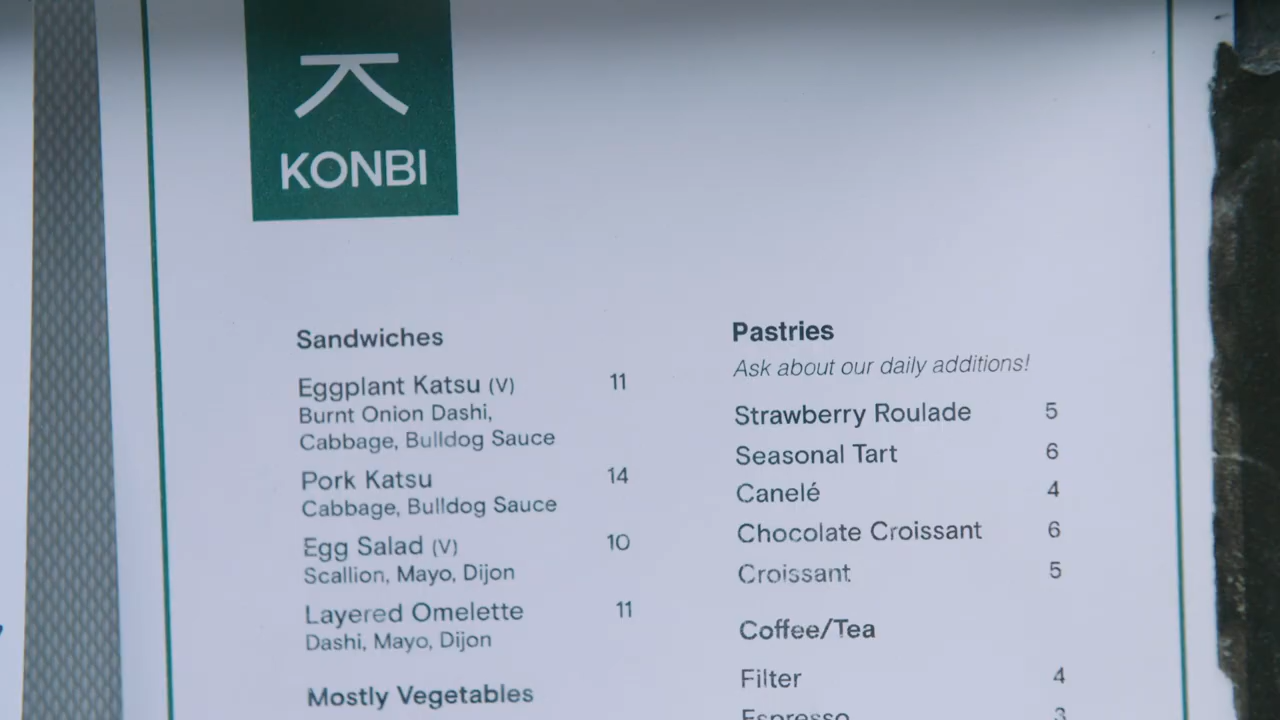 KONBI
Sandwiches
Eggplant Katsu (V) 11
Burnt Onion Dashi,
Cabbage, Bulldog Sauce
Pork Katsu 14
Cabbage, Bulldog Sauce
Egg Salad (V) 10
Scallion, Mayo, Dijon
Layered Omelette 11
Dashi, Mayo, Dijon
Mostly Vegetables
Pastries
Ask about our daily additions!
Strawberry Roulade 5
Seasonal Tart 6
Canelé 4
Chocolate Croissant 6
Croissant 5
Coffee/Tea
Filter 4
Espresso 3